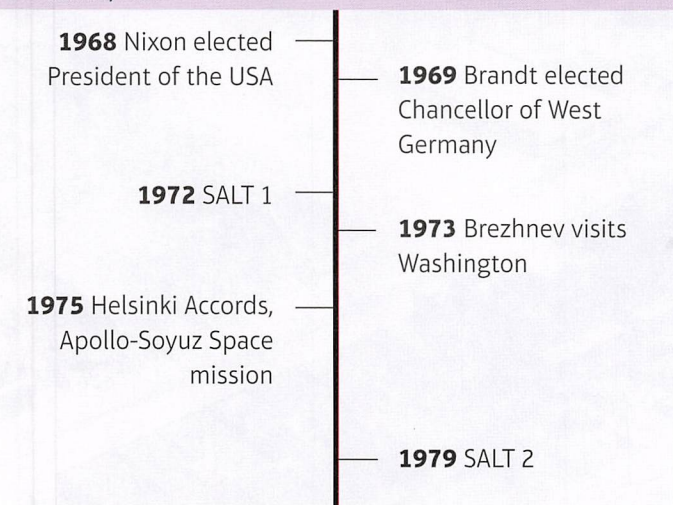 1968 Nixon elected
President of the USA
1969 Brandt elected
Chancellor of West
Germany
1972 SALT 1
1973 Brezhnev visits
Washington
1975 Helsinki Accords,
Apollo-Soyuz Space
mission
1979 SALT 2